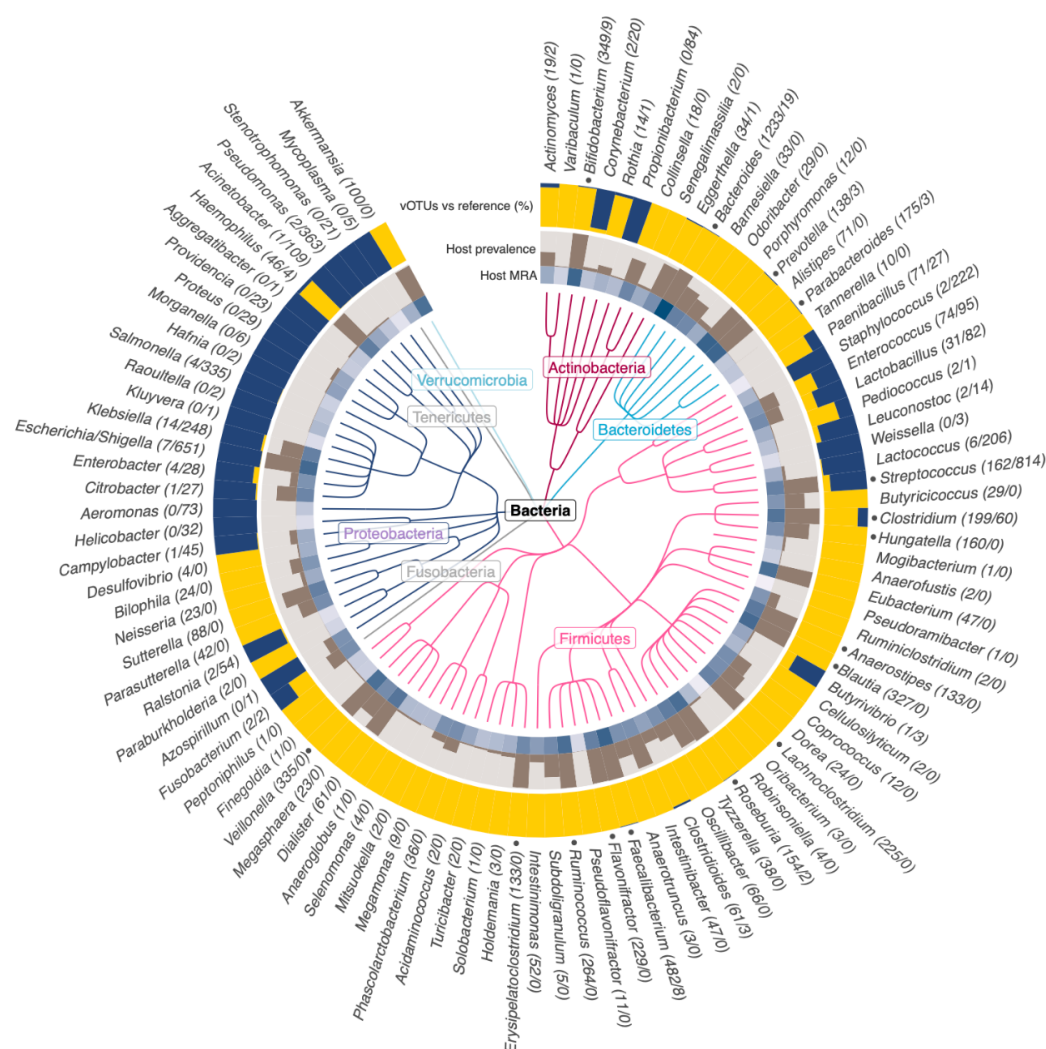 Actinomyces (19/2)
Varibaculum (1/0)
Bifidobacterium (349/9)
Corynebacterium (2/20)
Rothia (14/1)
Propionibacterium (0/84)
Collinsella (18/0)
Senegalimassilia (2/0)
Eggerthella (34/1)
Bacteroides (1233/19)
Barnesiella (33/0)
Odoribacter (29/0)
Porphyromonas (12/0)
Prevotella (138/3)
Alistipes (71/0)
Parabacteroides (175/3)
Tannerella (10/0)
Paenibacillus (71/27)
Staphylococcus (2/222)
Enterococcus (74/95)
Lactobacillus (31/82)
Pediococcus (2/1)
Leuconostoc (2/14)
Weissella (0/3)
Lactococcus (6/206)
Streptococcus (162/814)
Butyricicoccus (29/0)
Clostridium (199/60)
Hungatella (160/0)
Mogibacterium (1/0)
Anaerofustis (2/0)
Eubacterium (47/0)
Pseudoramibacter (1/0)
Ruminiclostridium (2/0)
Anaerostipes (133/0)
Blautia (327/0)
Butyrivibrio (1/3)
Cellulosilyticum (2/0)
Coprococcus (12/0)
Dorea (24/0)
Lachnoclostridium (225/0)
Oribacterium (3/0)
Robinsoniella (4/0)
Roseburia (154/2)
Tyzzerella (38/0)
Oscillibacter (66/0)
Clostridioides (61/3)
Intestinibacter (47/0)
Anaerotruncus (3/0)
Faecalibacterium (482/8)
Flavonifractor (229/0)
Pseudoflavonifractor (11/0)
Ruminococcus (264/0)
Subdoligranulum (5/0)
Intestinimonas (52/0)
Erysipelatoclostridium (133/0)
Holdemania (3/0)
Solobacterium (1/0)
Turicibacter (2/0)
Acidaminococcus (2/0)
Phascolarctobacterium (36/0)
Megamonas (9/0)
Mitsuokella (2/0)
Selenomonas (4/0)
Anaeroglobus (1/0)
Dialister (61/0)
Megasphaera (23/0)
Veillonella (335/0)
Finegoldia (1/0)
Peptoniphilus (1/0)
Fusobacterium (2/2)
Azospirillum (0/1)
Paraburkholderia (2/0)
Ralstonia (2/54)
Parasutterella (42/0)
Sutterella (88/0)
Neisseria (23/0)
Bilophila (24/0)
Desulfovibrio (4/0)
Campylobacter (1/45)
Helicobacter (0/32)
Aeromonas (0/73)
Citrobacter (1/27)
Enterobacter (4/28)
Escherichia/Shigella (7/651)
Klebsiella (14/248)
Kluyvera (0/1)
Raoultella (0/2)
Salmonella (4/335)
Hafnia (0/2)
Morganella (0/6)
Proteus (0/29)
Providencia (0/23)
Aggregatibacter (0/1)
Haemophilus (46/4)
Acinetobacter (1/109)
Pseudomonas (2/363)
Stenotrophomonas (0/21)
Mycoplasma (0/5)
Akkermansia (100/0)
vOTUs vs reference (%)
Host prevalence
Host MRA
Actinobacteria
Verrucomicrobia
Tenericutes
Bacteroidetes
Bacteria
Proteobacteria
Fusobacteria
Firmicutes